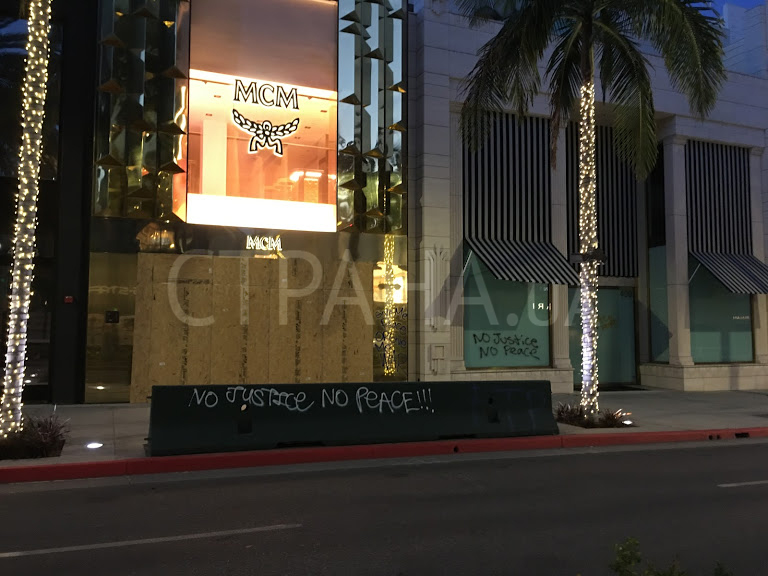 MCM
MCM
СТРАНА.ua
NO JUSTICE
NO PEACE
NO JUSTICE NO PEACE!!!